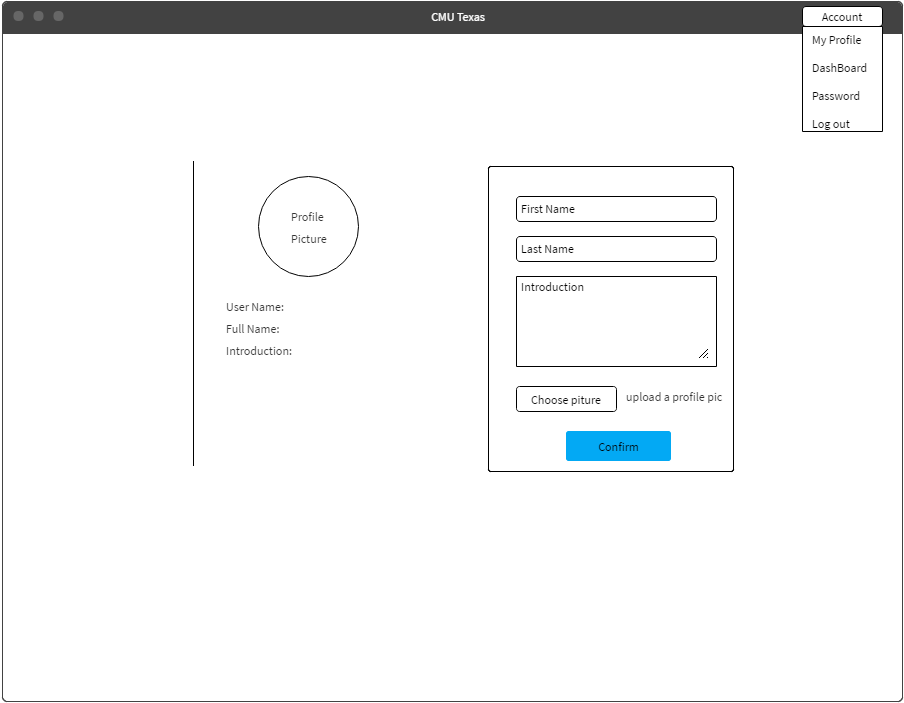 CMU Texas
Account
My Profile
DashBoard
Password
Log out
Profile
Picture
User Name:
Full Name:
Introduction:
First Name
Last Name
Introduction
Choose piture
upload a profile pic
Confirm